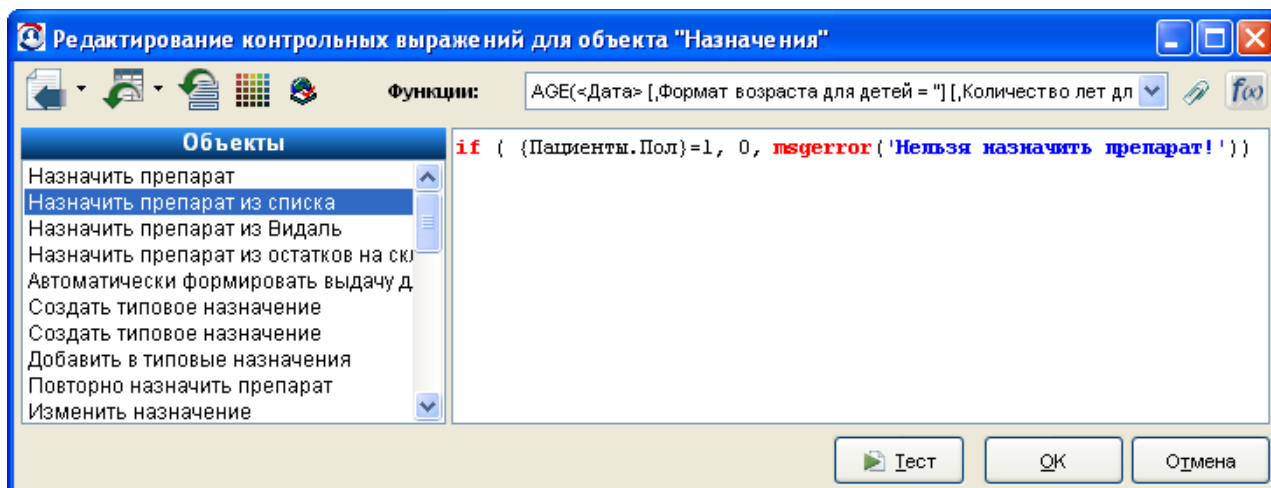 Редактирование контрольных выражений для объекта "Назначения"
Функции: AGE(<Дата> [,Формат возраста для детей = ''] [,Количество лет дл f(x)
Объекты
if ( {Пациенты.Пол}=1, 0, msgerror('Нельзя назначить препарат!'))
Назначить препарат
Назначить препарат из списка
Назначить препарат из Видаль
Назначить препарат из остатков на скл
Автоматически формировать выдачу д
Создать типовое назначение
Создать типовое назначение
Добавить в типовые назначения
Повторно назначить препарат
Изменить назначение
Тест OK Отмена